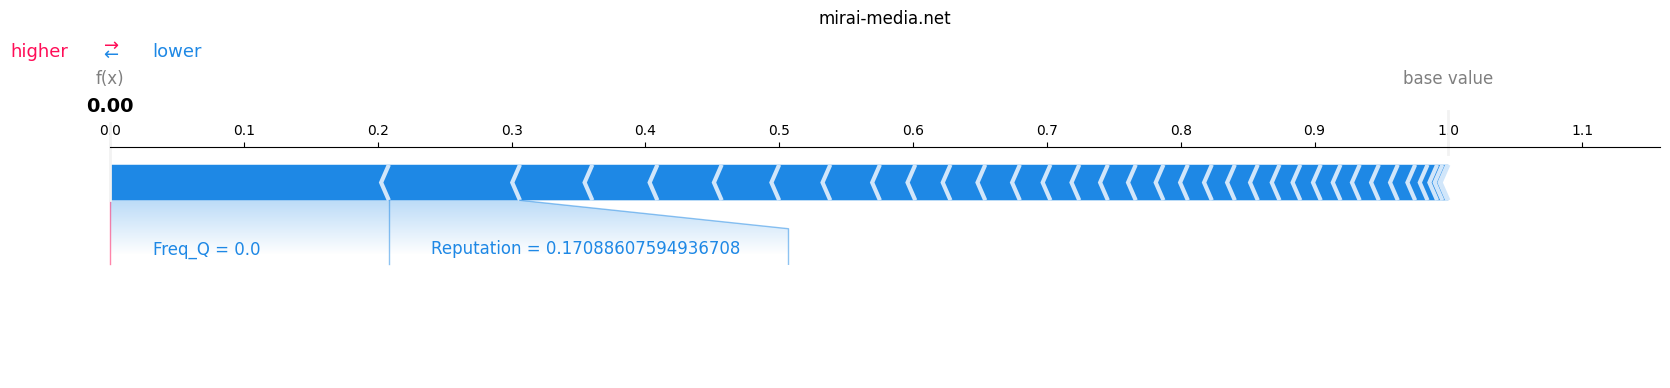 mirai-media.net
higher → ← lower
f(x)
base value
0.00
0.0 0.1 0.2 0.3 0.4 0.5 0.6 0.7 0.8 0.9 1.0 1.1
Freq_Q = 0.0
Reputation = 0.17088607594936708